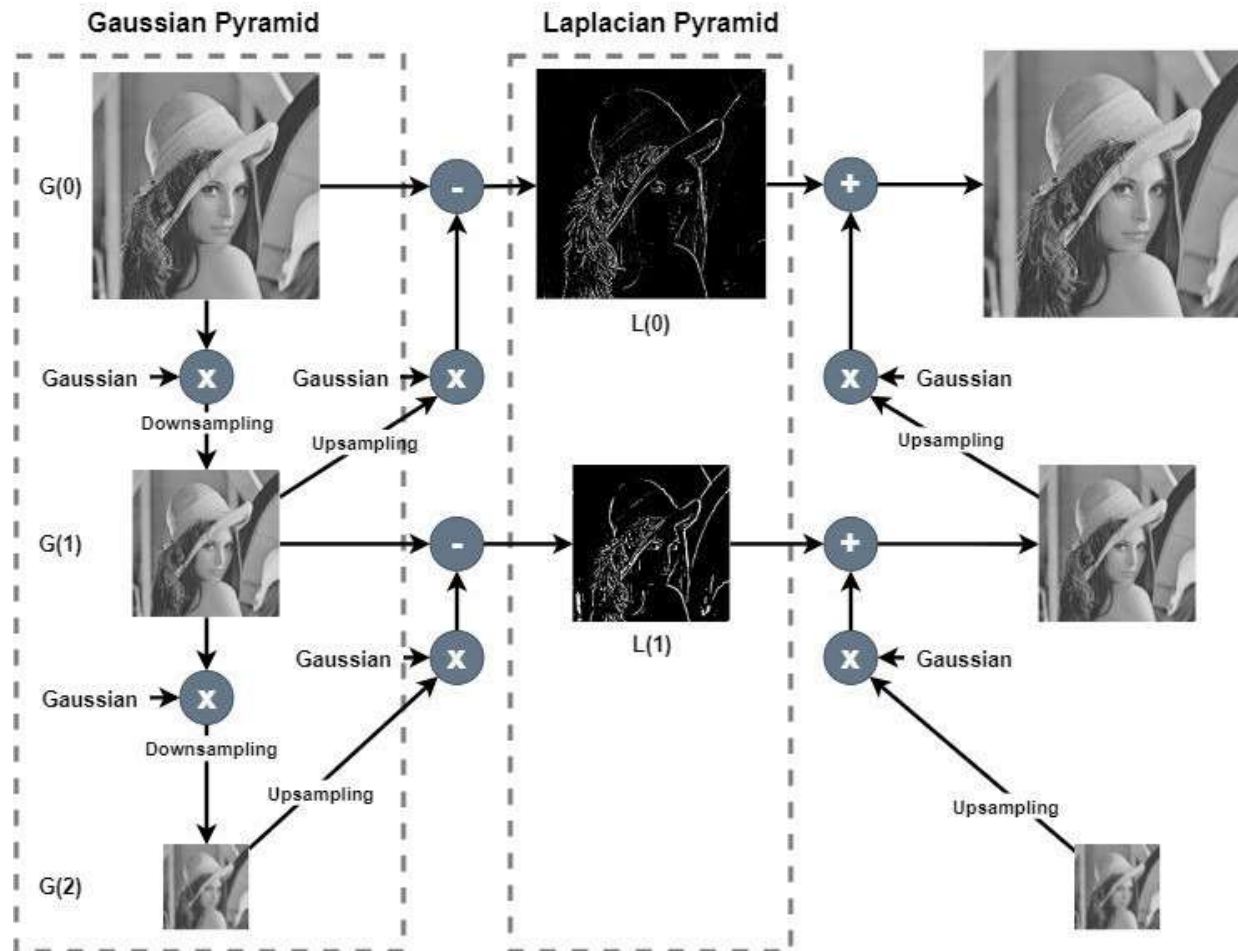 Gaussian Pyramid
Laplacian Pyramid
G(0)
-
+
L(0)
Gaussian
x
Gaussian
x
x
Gaussian
Downsampling
Upsampling
Upsampling
G(1)
-
+
L(1)
Gaussian
x
x
Gaussian
Gaussian
x
Downsampling
Upsampling
Upsampling
G(2)